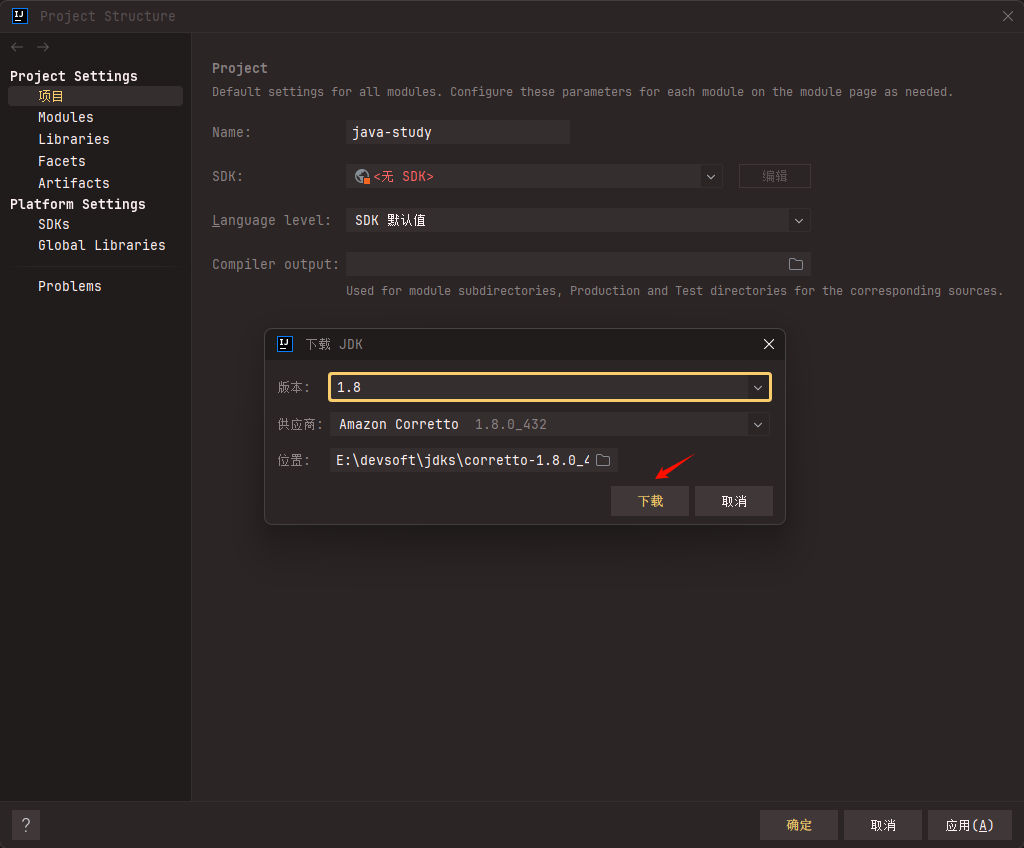 Project Structure
Project Settings
项目
Modules
Libraries
Facets
Artifacts
Platform Settings
SDKs
Global Libraries
Problems
Project
Default settings for all modules. Configure these parameters for each module on the module page as needed.
Name: java-study
SDK: <无 SDK> 编辑
Language level: SDK 默认值
Compiler output:
Used for module subdirectories, Production and Test directories for the corresponding sources.
IJ 下载 JDK
版本: 1.8
供应商: Amazon Corretto 1.8.0_432
位置: E:\devsoft\jdks\corretto-1.8.0_4
下载 取消
? 确定 取消 应用(A)